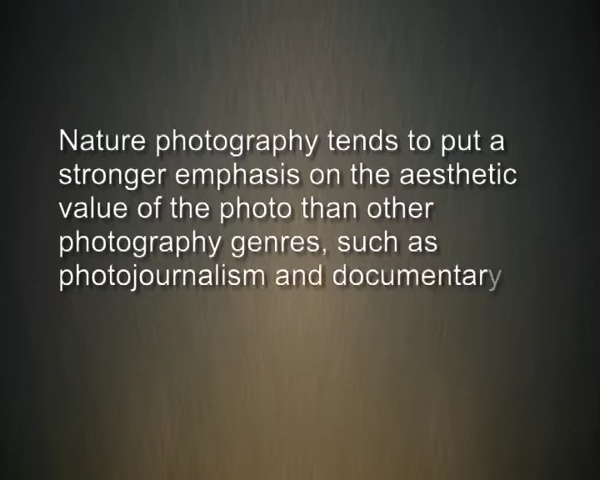 Nature photography tends to put a
stronger emphasis on the aesthetic
value of the photo than other
photography genres, such as
photojournalism and documentary